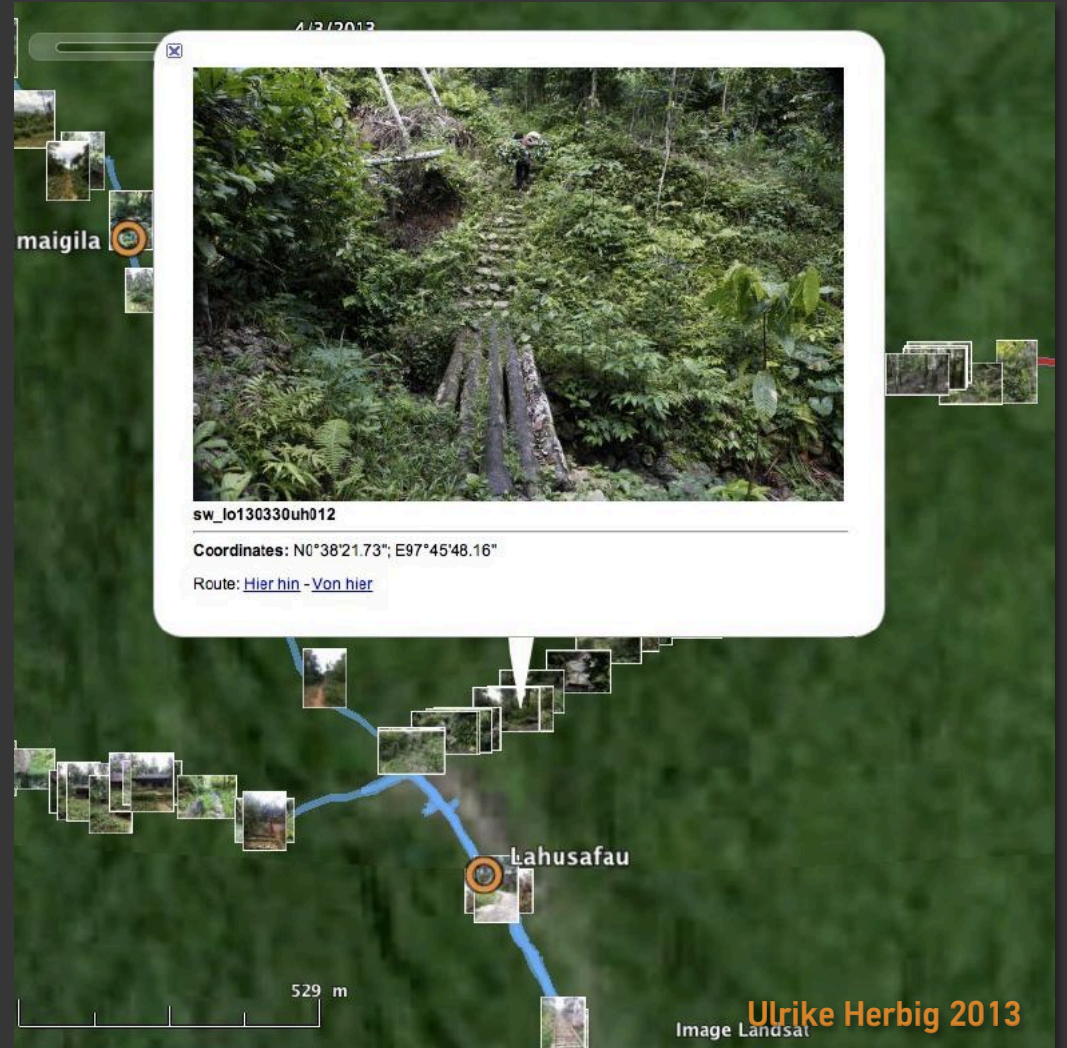 4/3/2013
maigila
sw_lo130330uh012
Coordinates: N0°38'21.73"; E97°45'48.16"
Route: Hier hin - Von hier
Lahusafau
529 m
Ulrike Herbig 2013
Image Landsat